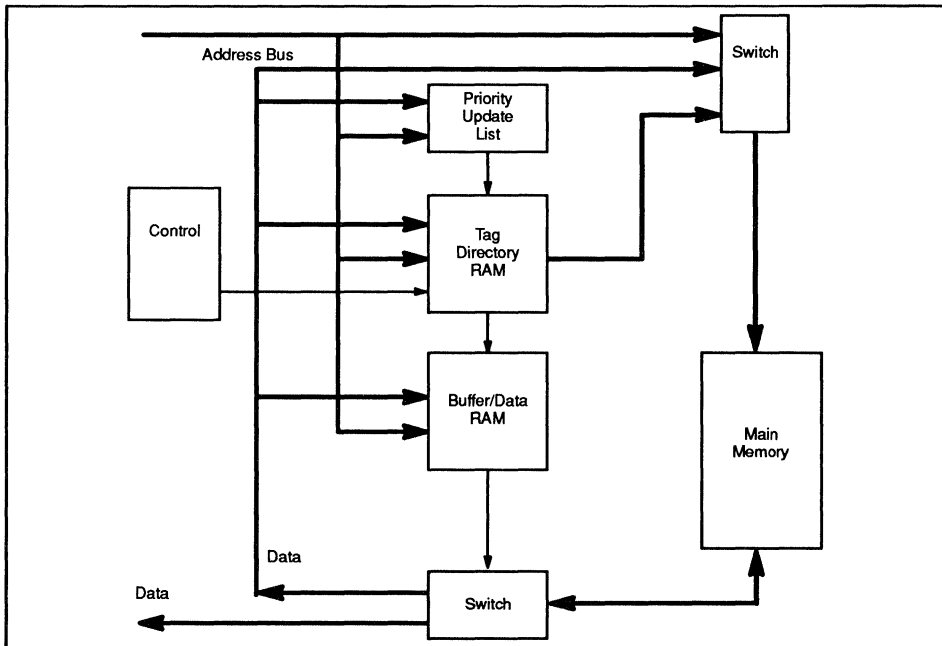 Address Bus
Switch
Priority
Update
List
Control
Tag
Directory
RAM
Buffer/Data
RAM
Main
Memory
Data
Data
Switch